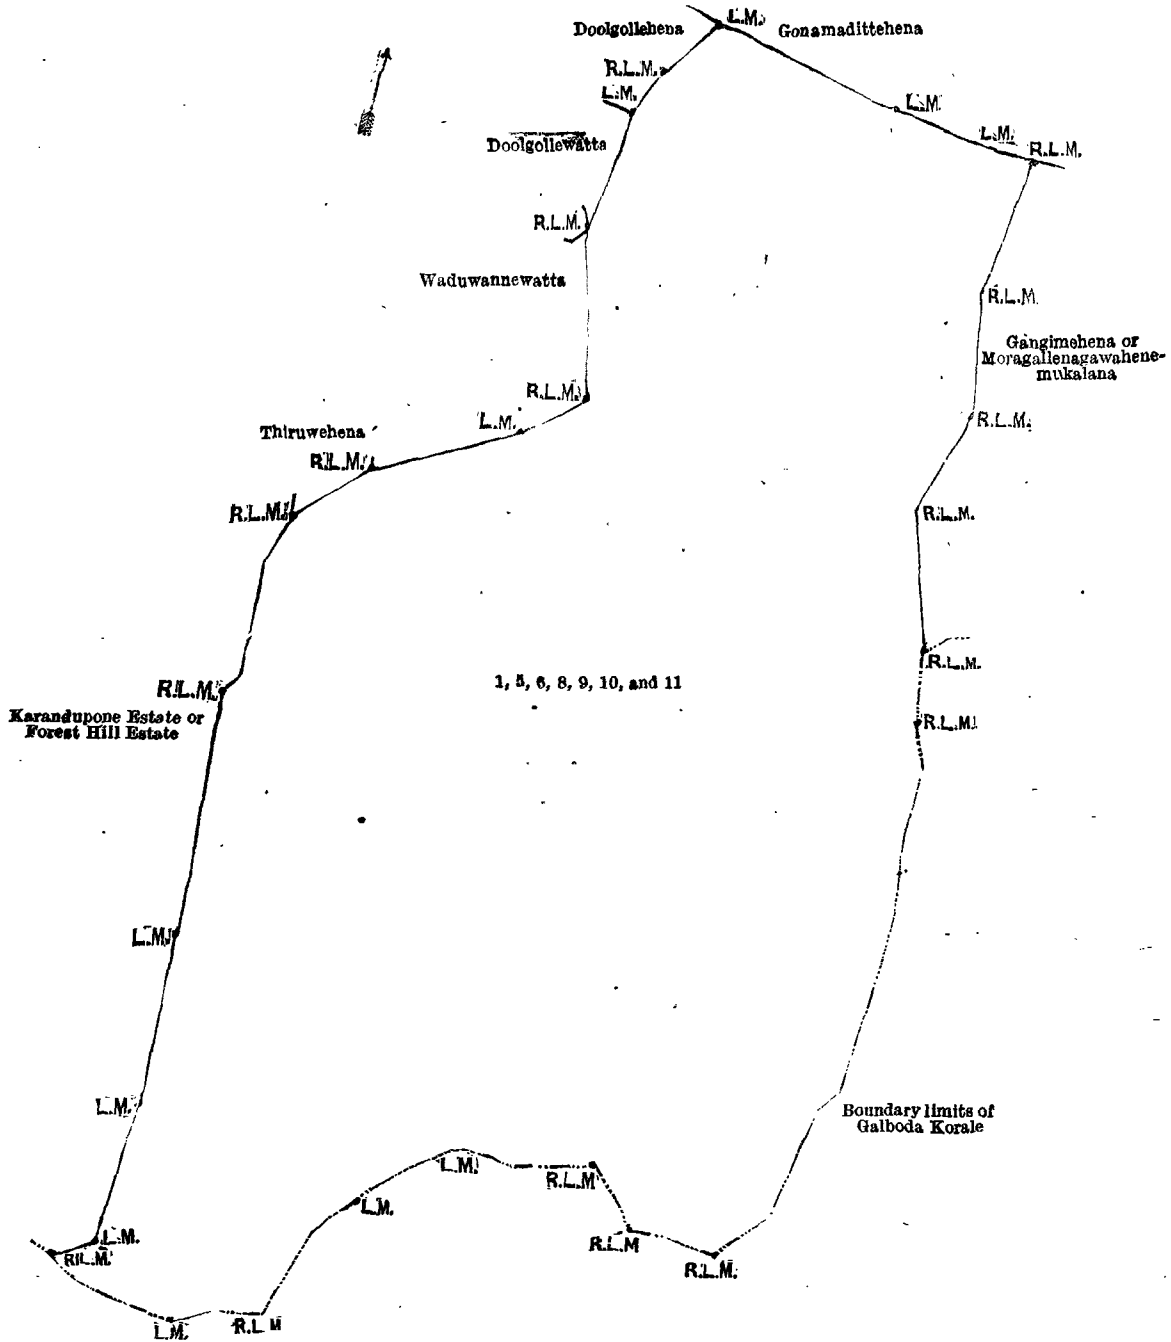 L.M.
Doolgollehena
Gonamadittehena
R.L.M.
L.M.
L.M.
L.M.
R.L.M.
Doolgollewatta
R.L.M.
Waduwannewatta
R.L.M.
Gangimehena or
Moragallenagawahene-
mukalana
R.L.M.
R.L.M.
L.M.
Thiruwehena
R.L.M.
R.L.M.
R.L.M.
R.L.M.
1, 5, 6, 8, 9, 10, and 11
R.L.M.
Karandupone Estate or
Forest Hill Estate
R.L.M.
L.M.
L.M.
Boundary limits of
Galboda Korale
L.M.
R.L.M
L.M.
L.M.
R.L.M.
R.L.M
R.L.M.
L.M.
R.L.M